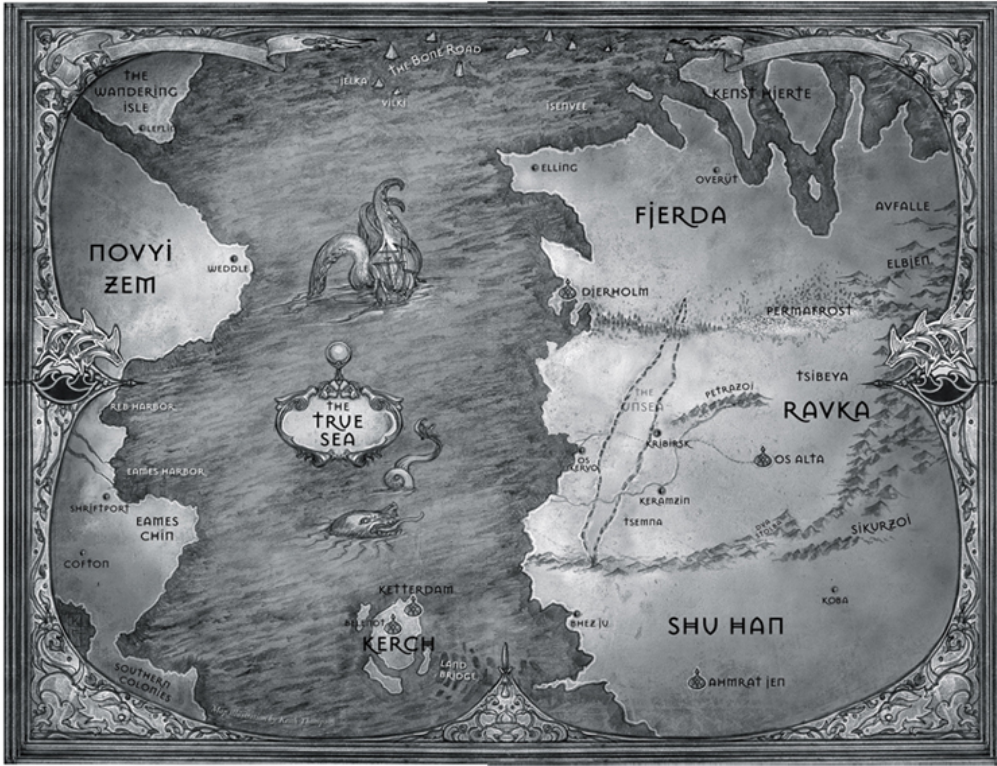 THE BONE ROAD
JELKA
VILKI
ISENVEE
THE
WANDERING
ISLE
LEFLIN
KENST HJERTE
ELLING
OVERÜT
FJERDA
AVFALLE
ELBJEN
NOVYI
ZEM
WEDDLE
DJERHOLM
PERMAFROST
TSIBEYA
THE
UNSEA
PETRAZOI
RAVKA
REB HARBOR
THE
TRUE
SEA
KRIBIRSK
OS
KERVO
OS ALTA
EAMES HARBOR
SHRIFTPORT
KERAMZIN
EAMES
CHIN
TSEMNA
SIKURZOI
COFTON
KETTERDAM
KOBA
BELENDT
KERCH
BHEZ JU
SHU HAN
LAND
BRIDGE
SOUTHERN
COLONIES
AHMRAT JEN